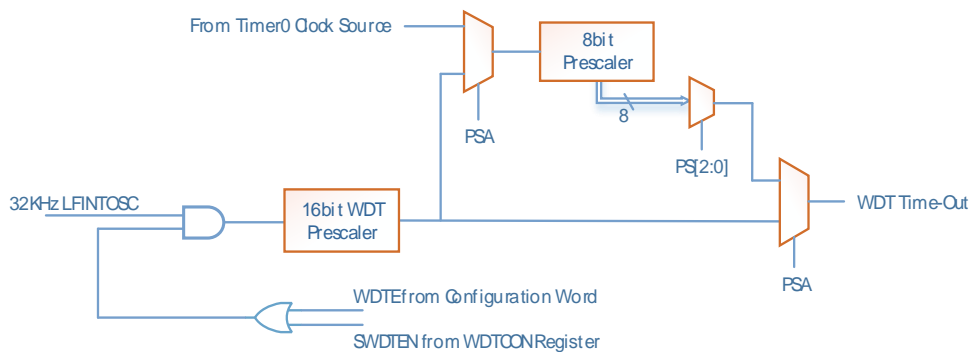 From Timer0 Clock Source
8bit
Prescaler
8
PSA
PS[2:0]
32KHz LFINTOSC
16bit WDT
Prescaler
WDT Time-Out
PSA
WDTE from Configuration Word
SWDTEN from WDTCON Register